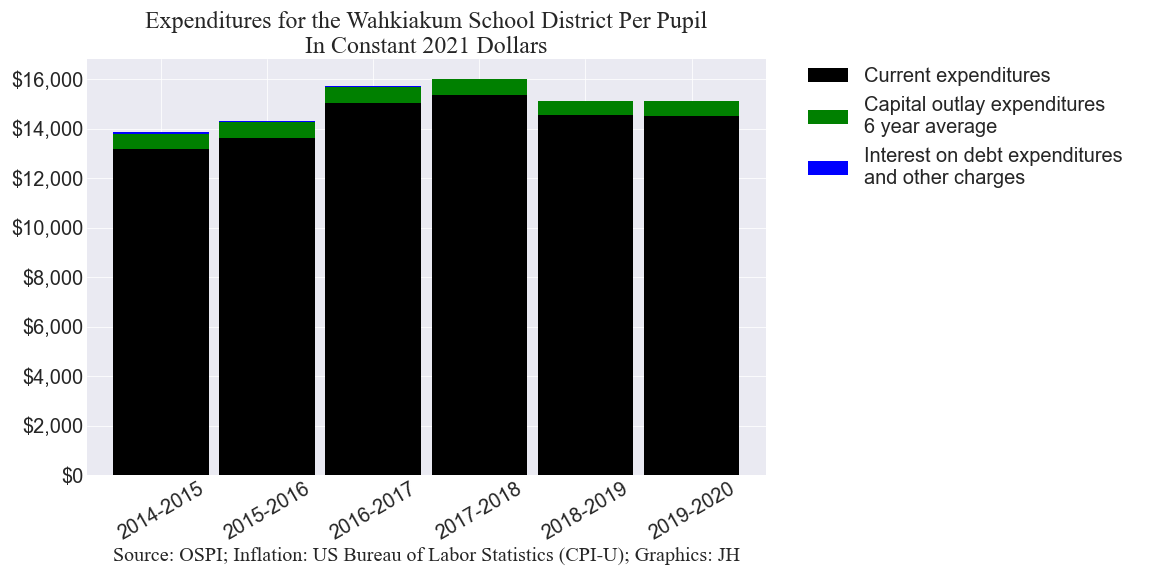 Expenditures for the Wahkiakum School District Per Pupil
In Constant 2021 Dollars
$16,000
$14,000
$12,000
$10,000
$8,000
$6,000
$4,000
$2,000
$0
2014-2015
2015-2016
2016-2017
2017-2018
2018-2019
2019-2020
Current expenditures
Capital outlay expenditures
6 year average
Interest on debt expenditures
and other charges
Source: OSPI; Inflation: US Bureau of Labor Statistics (CPI-U); Graphics: JH